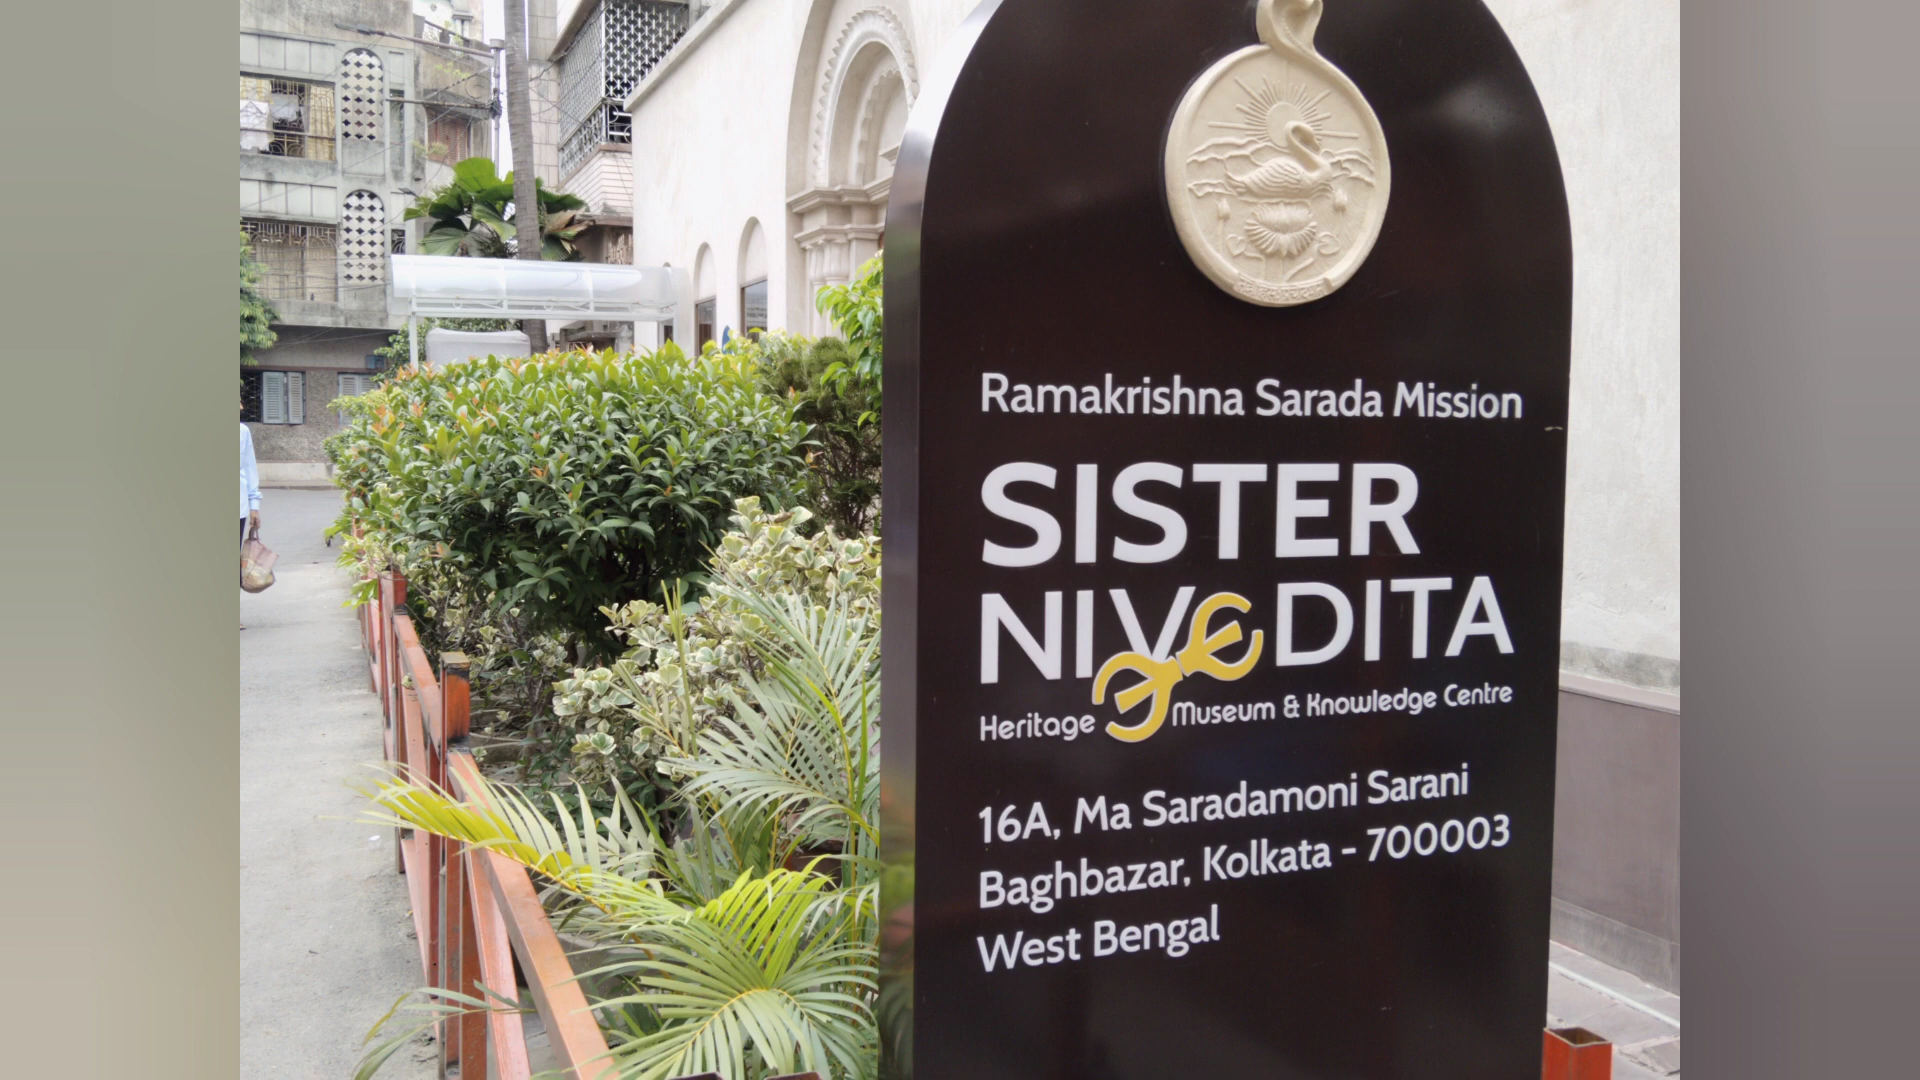 Ramakrishna Sarada Mission
SISTER
NIVEDITA
Heritage Museum & Knowledge Centre
16A, Ma Saradamoni Sarani
Baghbazar, Kolkata - 700003
West Bengal